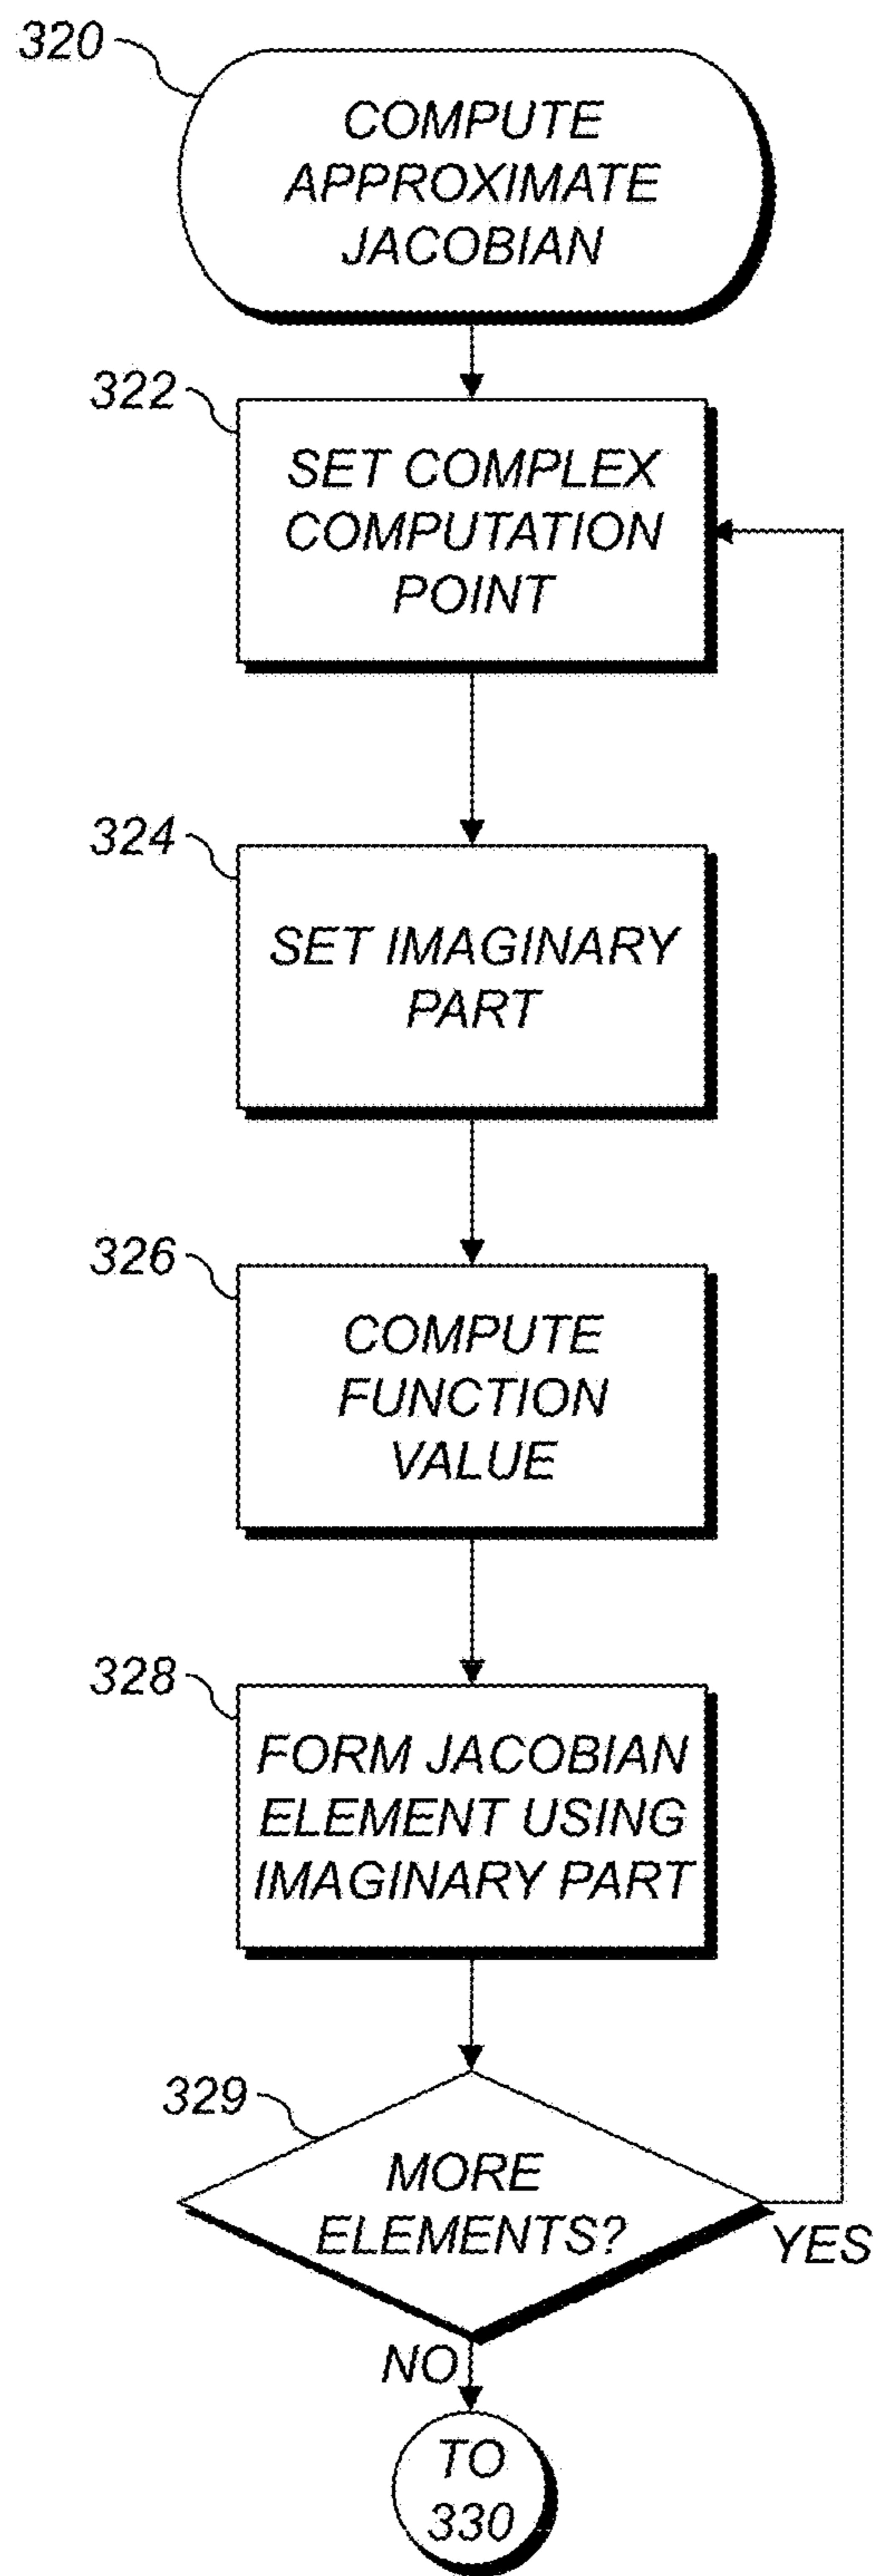 320
COMPUTE
APPROXIMATE
JACOBIAN
322
SET COMPLEX
COMPUTATION
POINT
324
SET IMAGINARY
PART
326
COMPUTE
FUNCTION
VALUE
328
FORM JACOBIAN
ELEMENT USING
IMAGINARY PART
329
MORE
ELEMENTS?
YES
NO
TO
330